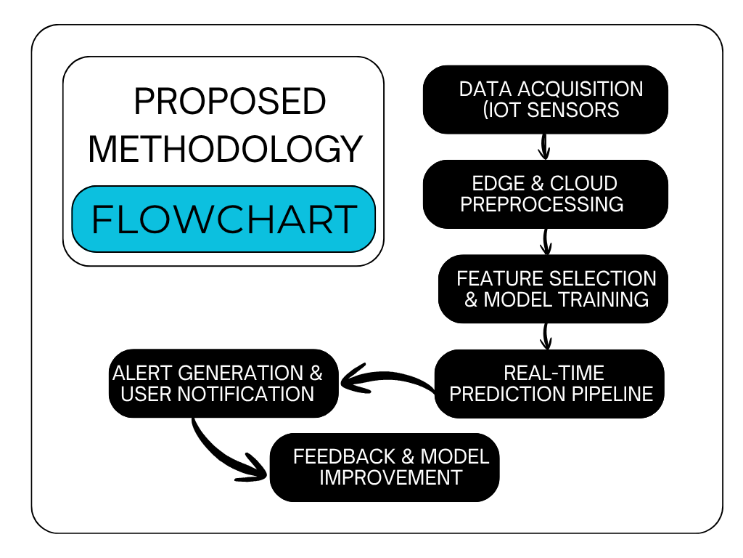 PROPOSED
METHODOLOGY
FLOWCHART
DATA ACQUISITION
(IOT SENSORS
EDGE & CLOUD
PREPROCESSING
FEATURE SELECTION
& MODEL TRAINING
REAL-TIME
PREDICTION PIPELINE
ALERT GENERATION &
USER NOTIFICATION
FEEDBACK & MODEL
IMPROVEMENT